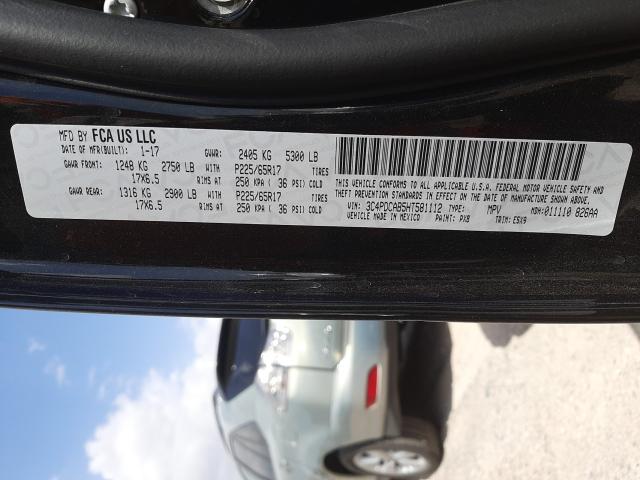 MFD BY FCA US LLC
DATE OF MFR(BUILT): 1-17 GVWR: 2405 KG 5300 LB
GAWR FRONT: 1248 KG 2750 LB WITH P225/65R17 TIRES
17X6.5 RIMS AT 250 KPA ( 36 PSI) COLD
GAWR REAR: 1316 KG 2900 LB WITH P225/65R17 TIRES
17X6.5 RIMS AT 250 KPA ( 36 PSI) COLD
THIS VEHICLE CONFORMS TO ALL APPLICABLE U.S.A. FEDERAL MOTOR VEHICLE SAFETY AND
THEFT PREVENTION STANDARDS IN EFFECT ON THE DATE OF MANUFACTURE SHOWN ABOVE.
VIN: 3C4PDCAB5HT581112 TYPE: MPV MDH: 011110 826AA
VEHICLE MADE IN MEXICO PAINT: PX8 TRIM: E5X9